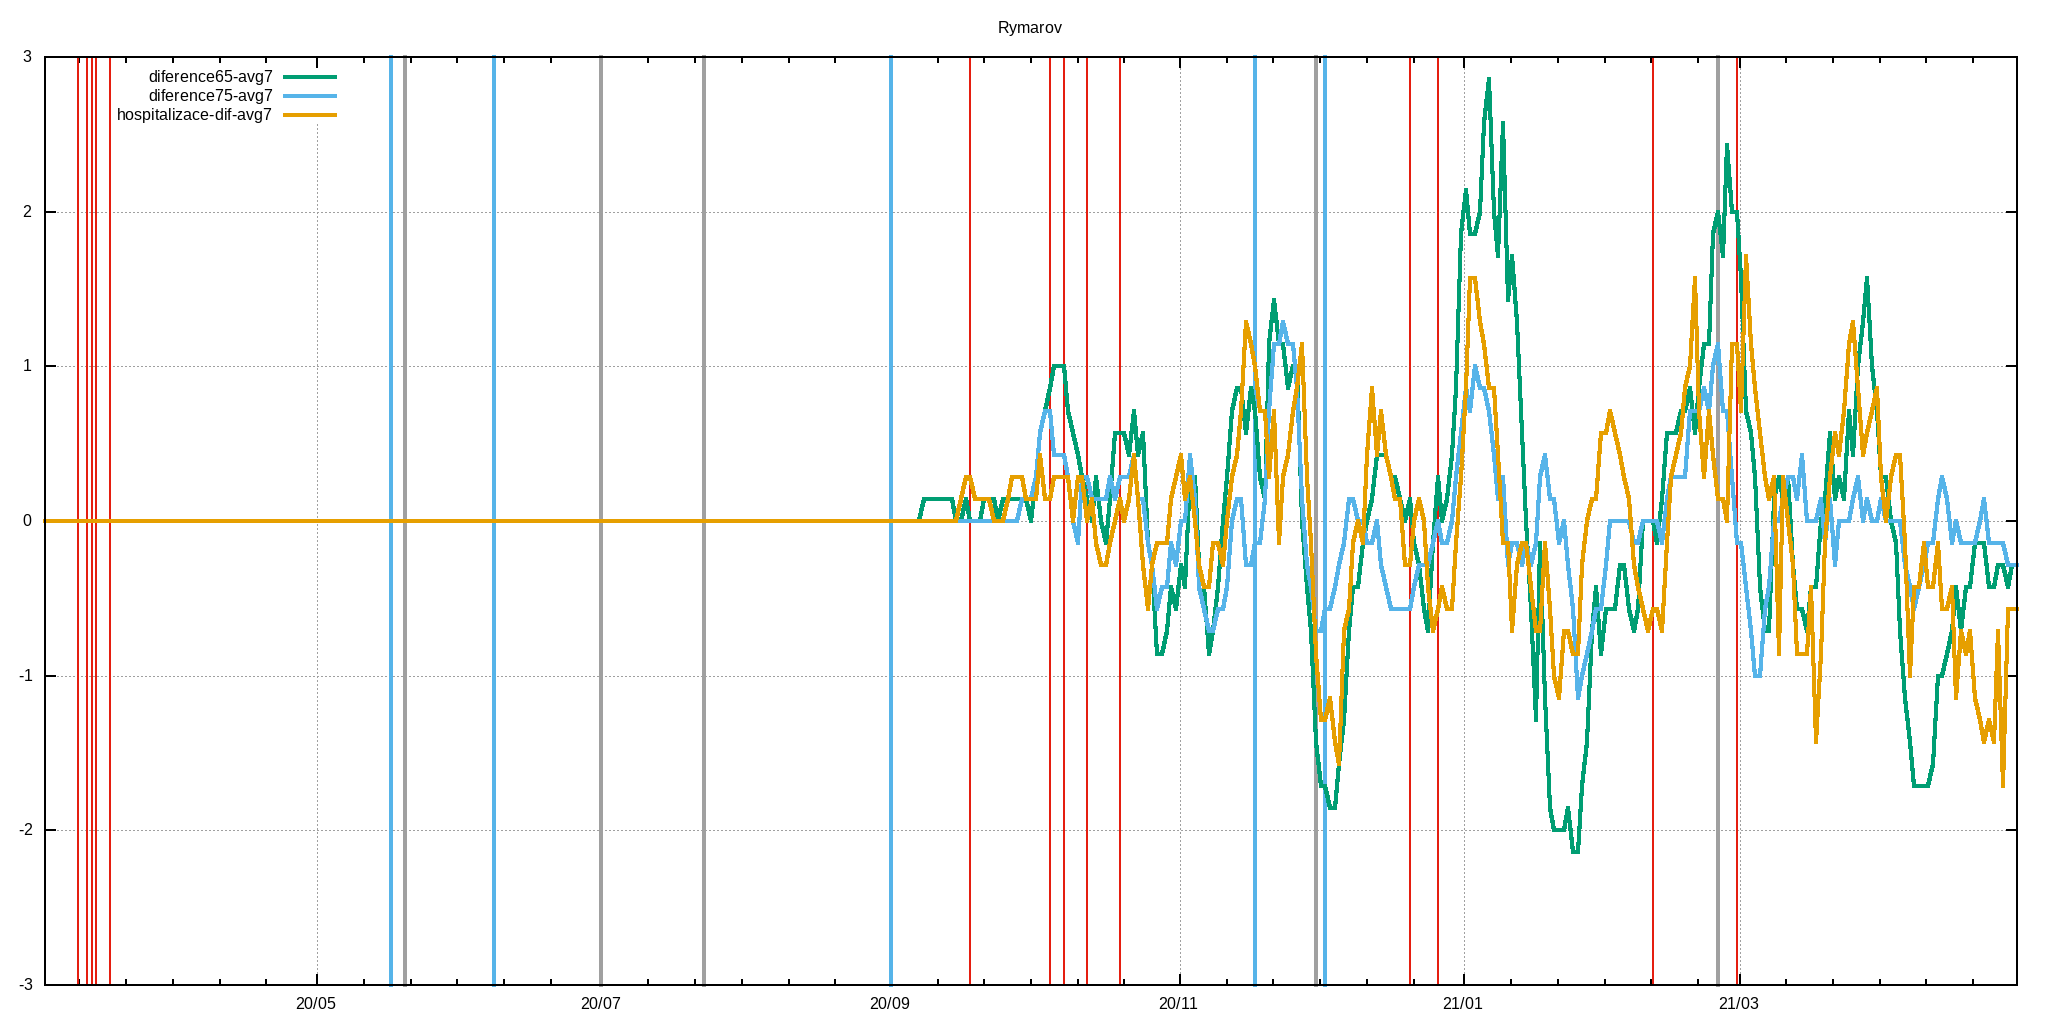 Rymarov
diference65-avg7
diference75-avg7
hospitalizace-dif-avg7
3
2
1
0
-1
-2
-3
20/05 20/07 20/09 20/11 21/01 21/03